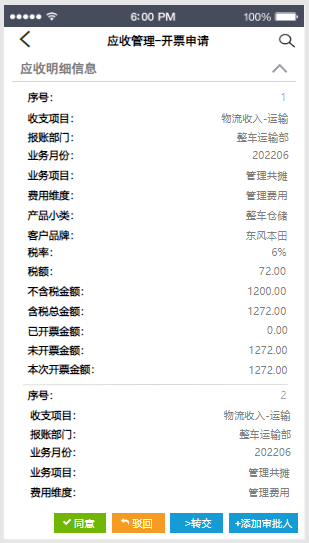 6:00 PM 100%
应收管理-开票申请
应收明细信息
序号: 1
收支项目: 物流收入-运输
报账部门: 整车运输部
业务月份: 202206
业务项目: 管理共摊
费用维度: 管理费用
产品小类: 整车仓储
客户品牌: 东风本田
税率: 6%
税额: 72.00
不含税金额: 1200.00
含税总金额: 1272.00
已开票金额: 0.00
未开票金额: 1272.00
本次开票金额: 1272.00
序号: 2
收支项目: 物流收入-运输
报账部门: 整车运输部
业务月份: 202206
业务项目: 管理共摊
费用维度: 管理费用
同意 驳回 >转交 +添加审批人